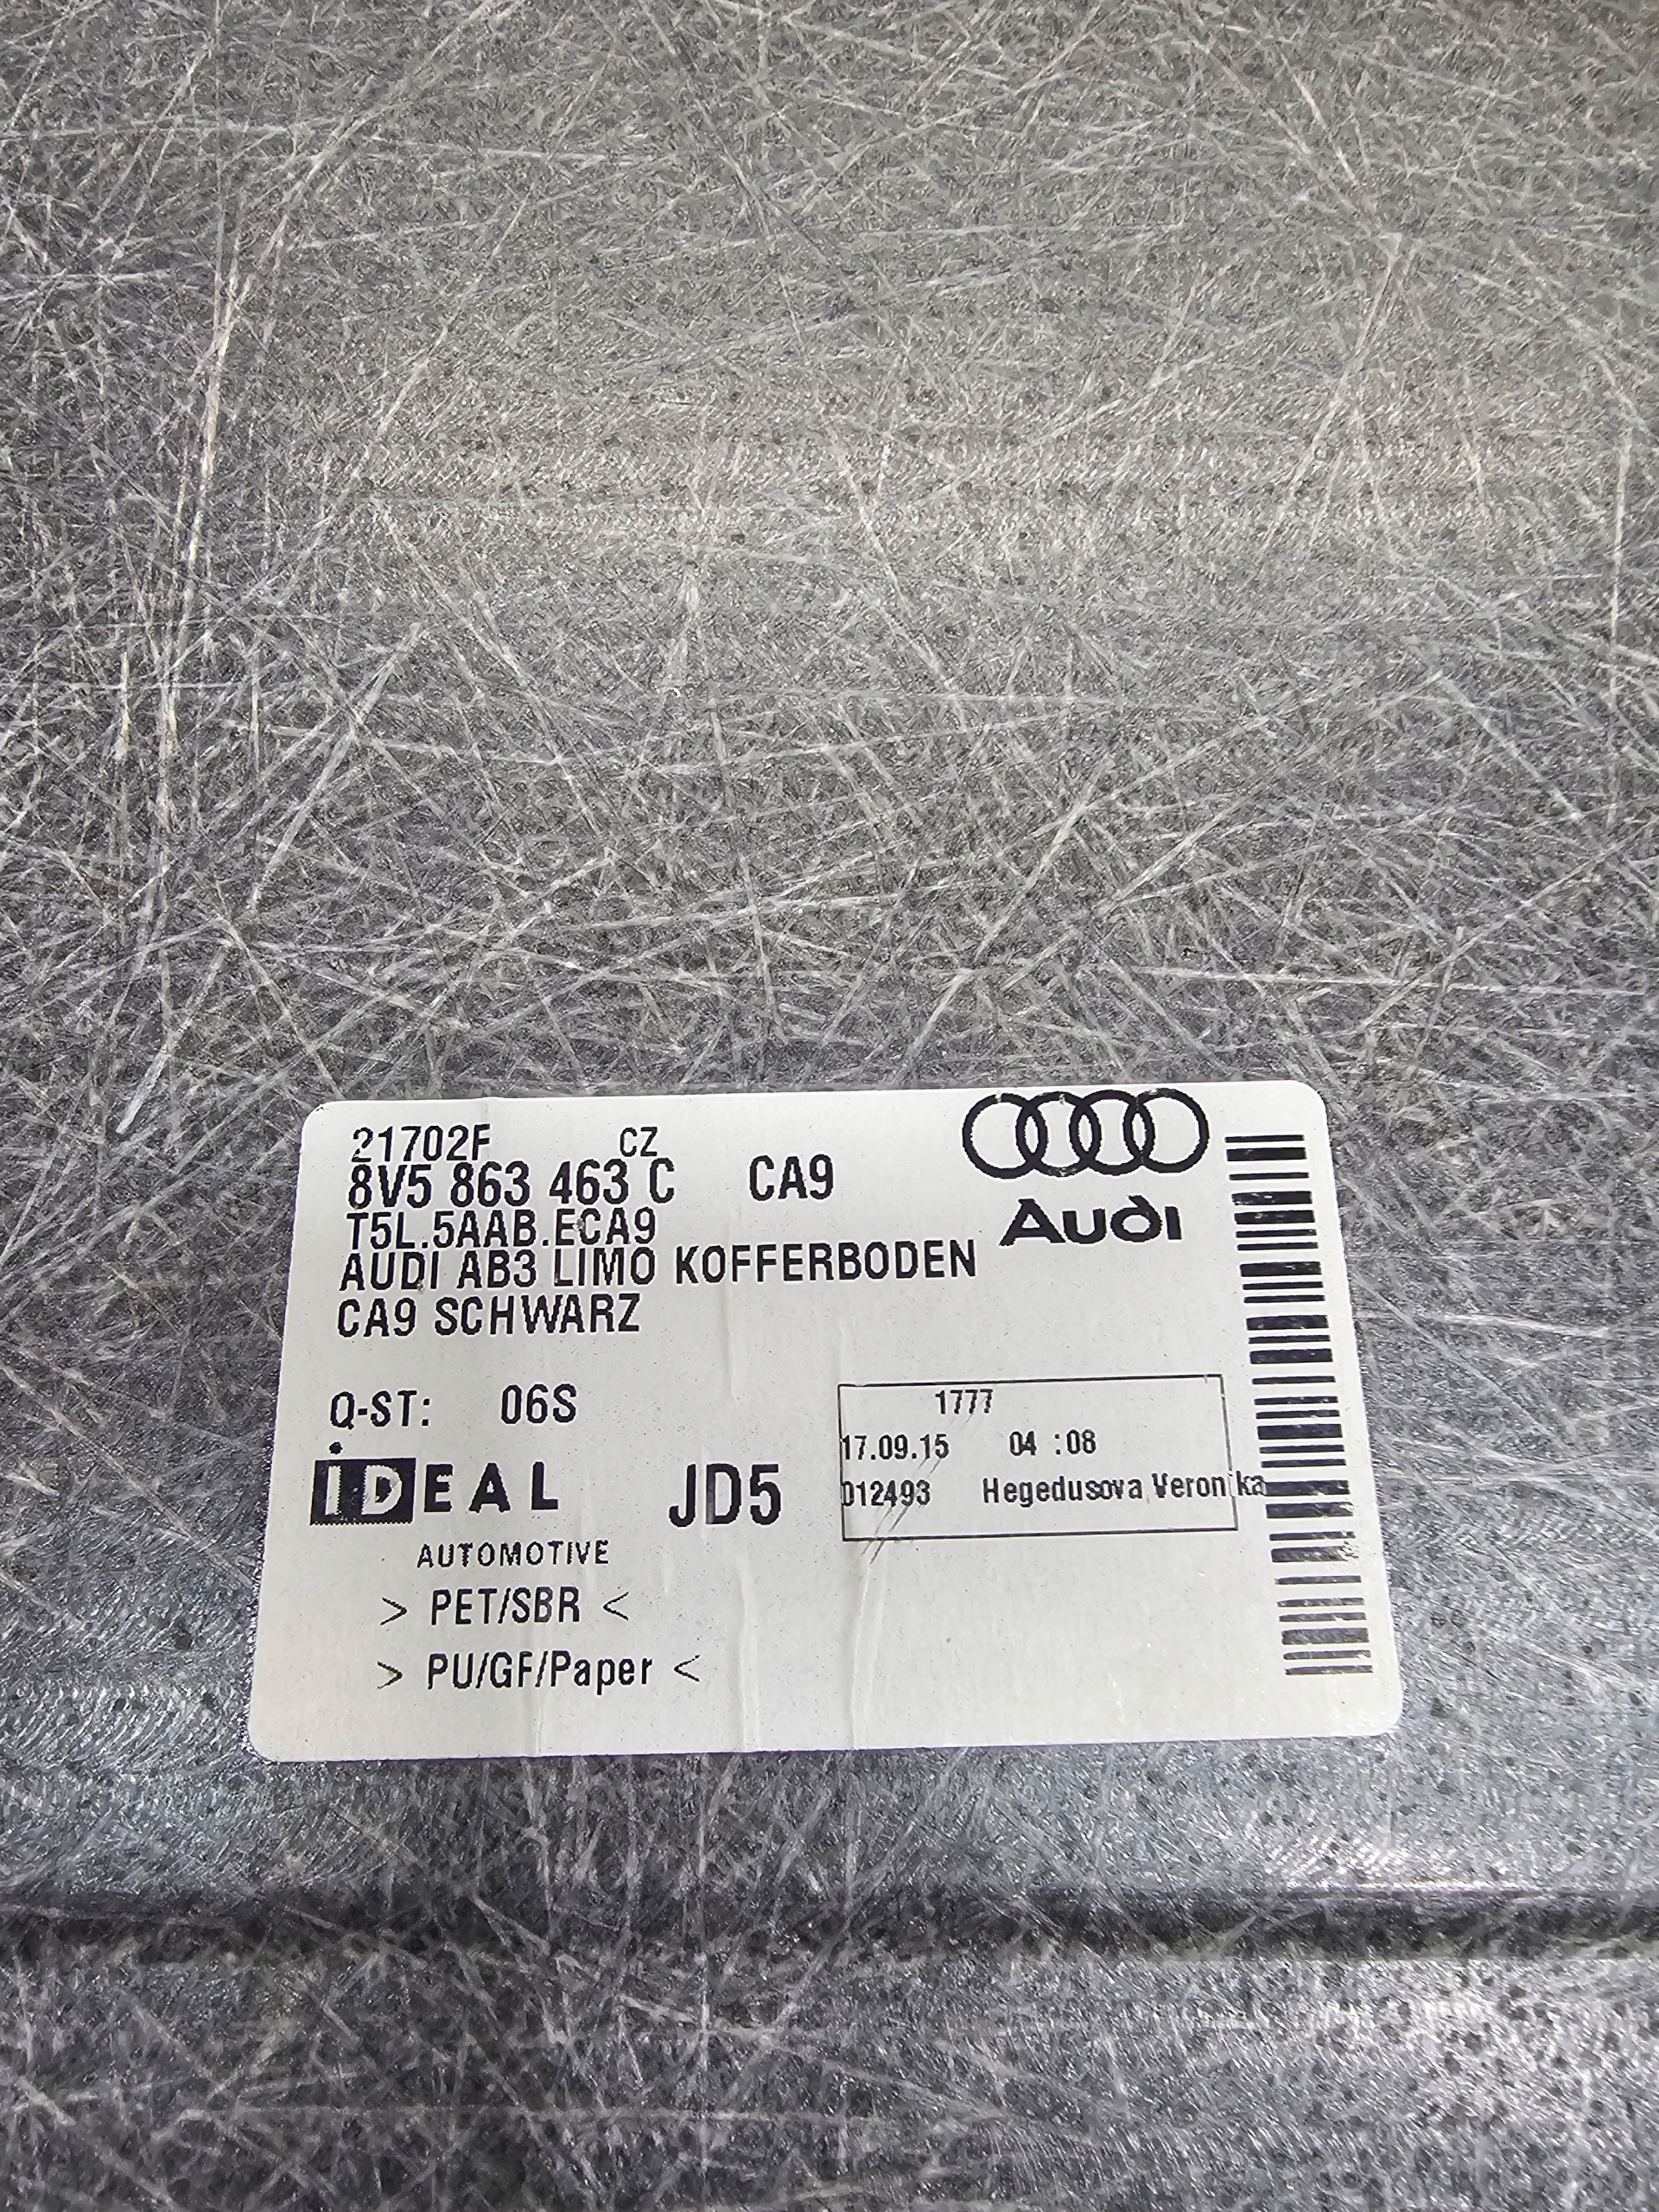 21702F CZ
8V5 863 463 C CA9
T5L.5AAB.ECA9
AUDI AB3 LIMO KOFFERBODEN
CA9 SCHWARZ
Audi
Q-ST: 06S
1777
17.09.15 04 :08
012493 Hegedusova Veronika
iDEAL JD5
AUTOMOTIVE
> PET/SBR <
> PU/GF/Paper <